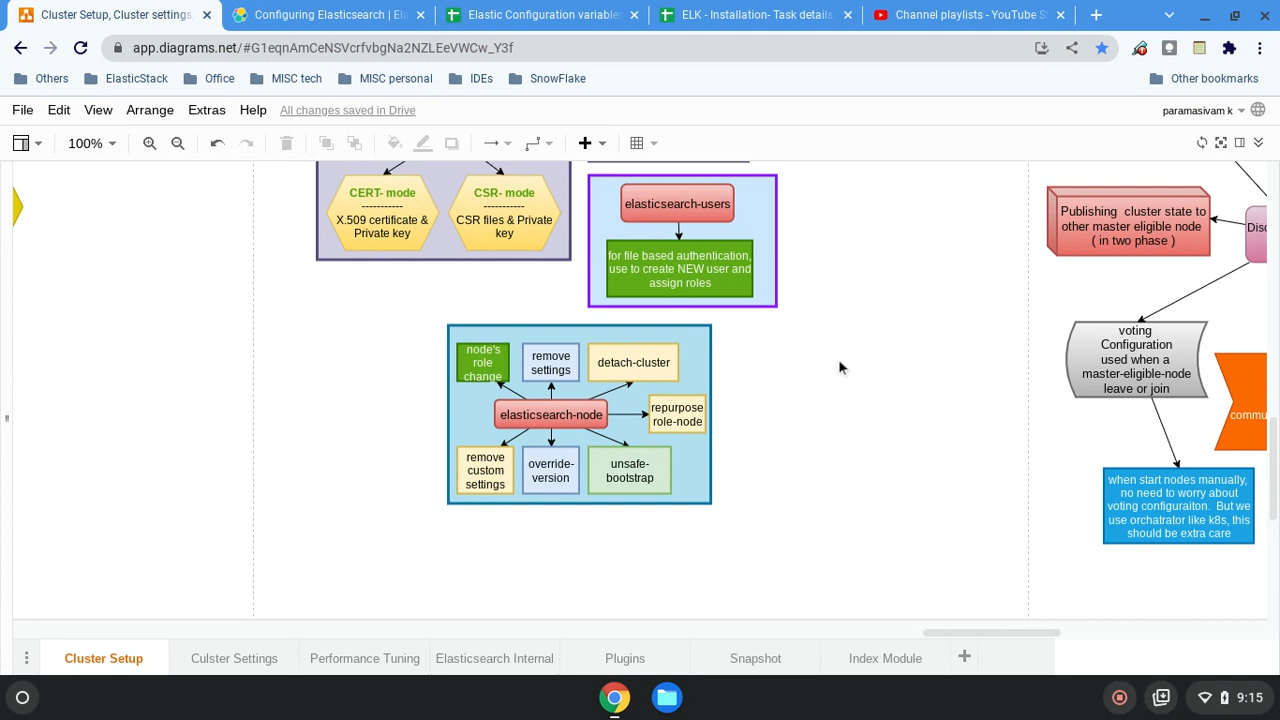 Cluster Setup, Cluster settings,
Configuring Elasticsearch | Ela
Elastic Configuration variable
ELK - Installation- Task details
Channel playlists - YouTube St
app.diagrams.net/#G1eqnAmCeNSVcrfvbgNa2NZLEeVWCw_Y3f
Others
ElasticStack
Office
MISC tech
MISC personal
IDEs
SnowFlake
Other bookmarks
File
Edit
View
Arrange
Extras
Help
All changes saved in Drive
paramasivam k
100%
CERT- mode
-----------
X.509 certificate &
Private key
CSR- mode
-----------
CSR files & Private
key
elasticsearch-users
for file based authentication,
use to create NEW user and
assign roles
node's
role
change
remove
settings
detach-cluster
elasticsearch-node
repurpose
role-node
remove
custom
settings
override-
version
unsafe-
bootstrap
Publishing cluster state to
other master eligible node
( in two phase )
Disc
voting
Configuration
used when a
master-eligible-node
leave or join
commu
when start nodes manually,
no need to worry about
voting configuraiton. But we
use orchatrator like k8s, this
should be extra care
Cluster Setup
Culster Settings
Performance Tuning
Elasticsearch Internal
Plugins
Snapshot
Index Module
9:15